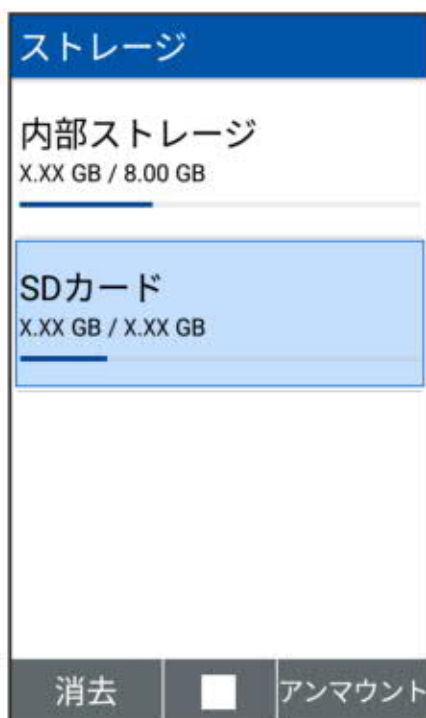 ストレージ
内部ストレージ
X.XX GB / 8.00 GB
SDカード
X.XX GB / X.XX GB
消去 アンマウント